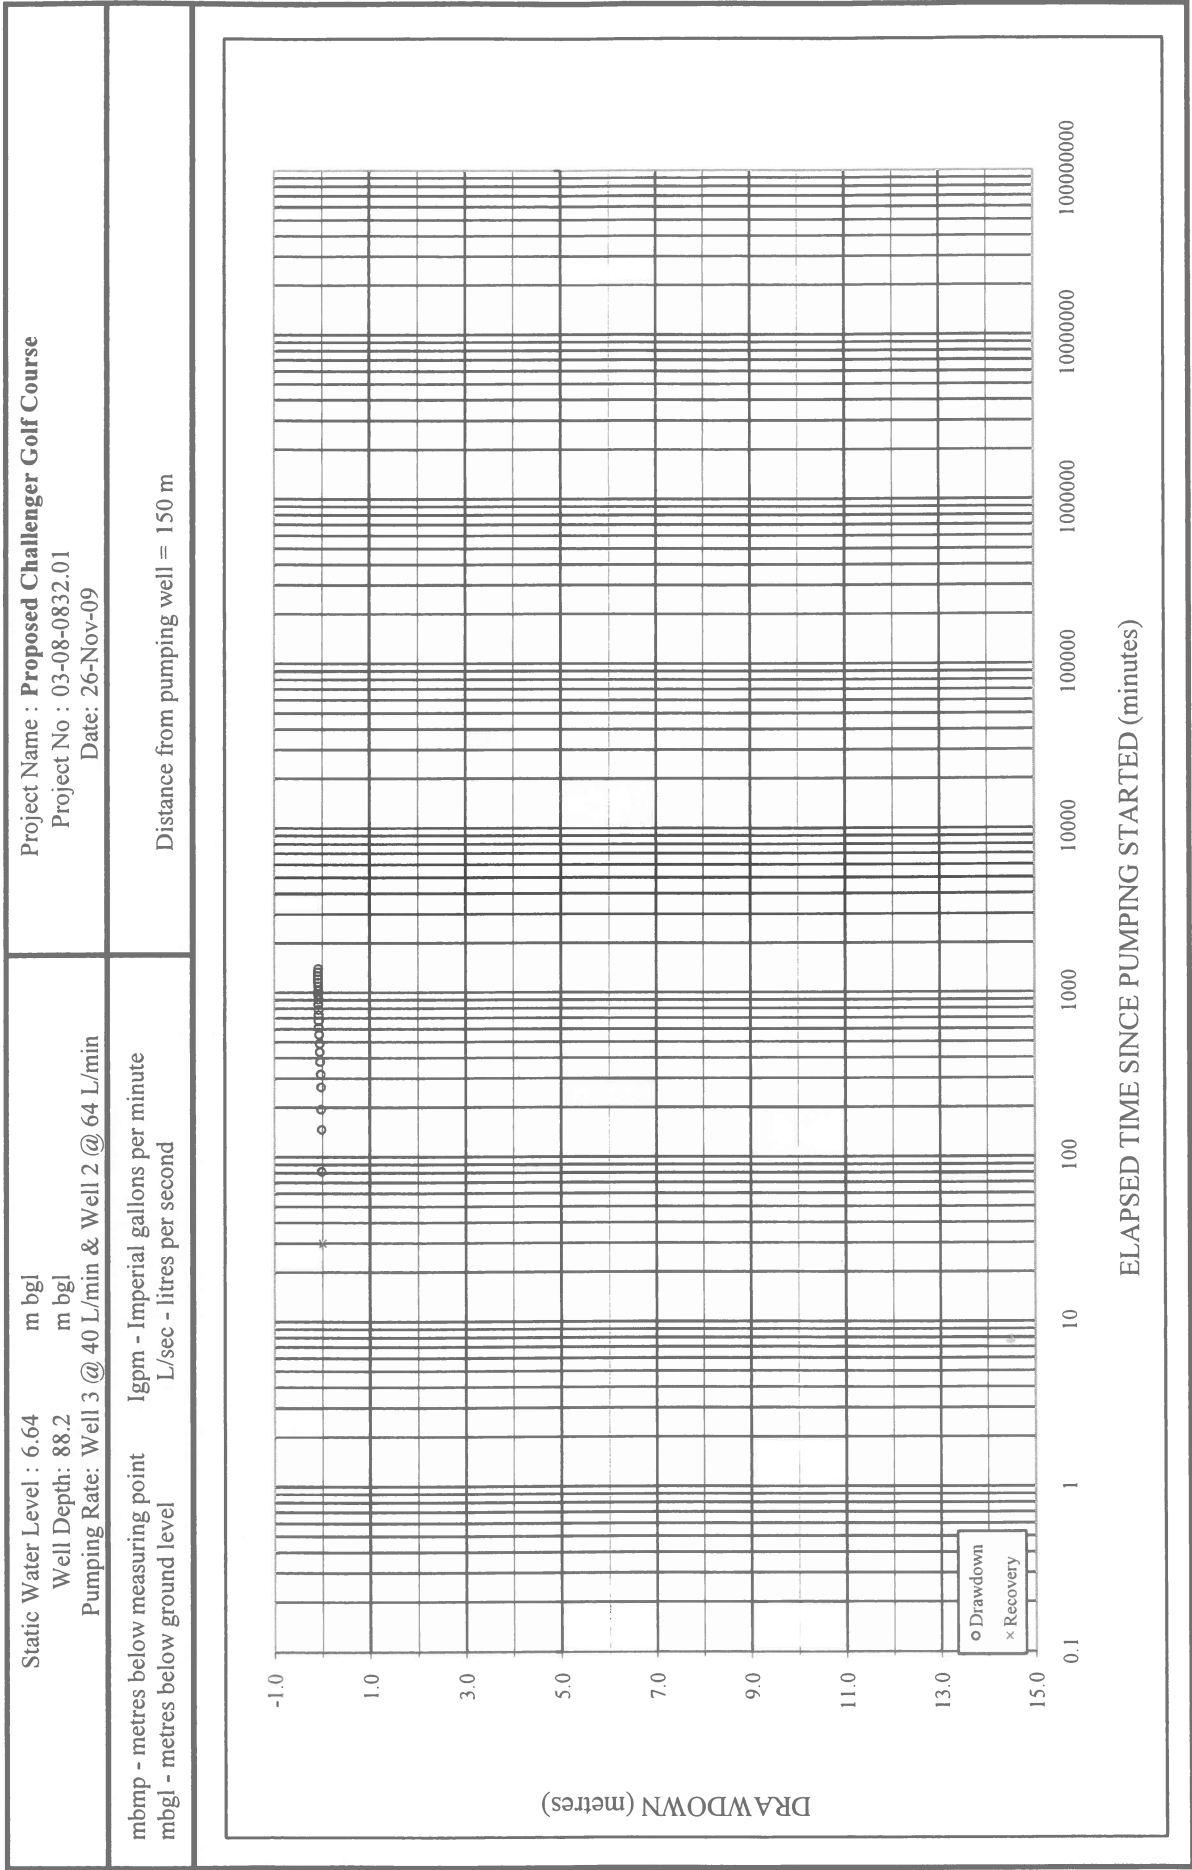 Static Water Level : 6.64 m bgl
Well Depth: 88.2 m bgl
Pumping Rate: Well 3 @ 40 L/min & Well 2 @ 64 L/min
Project Name : Proposed Challenger Golf Course
Project No : 03-08-0832.01
Date: 26-Nov-09
mbmp - metres below measuring point Igpm - Imperial gallons per minute
mbgl - metres below ground level L/sec - litres per second
Distance from pumping well = 150 m
DRAWDOWN (metres)
-1.0
1.0
3.0
5.0
7.0
9.0
11.0
13.0
15.0
Drawdown
× Recovery
0.1 1 10 100 1000 10000 100000 1000000 10000000 100000000
ELAPSED TIME SINCE PUMPING STARTED (minutes)